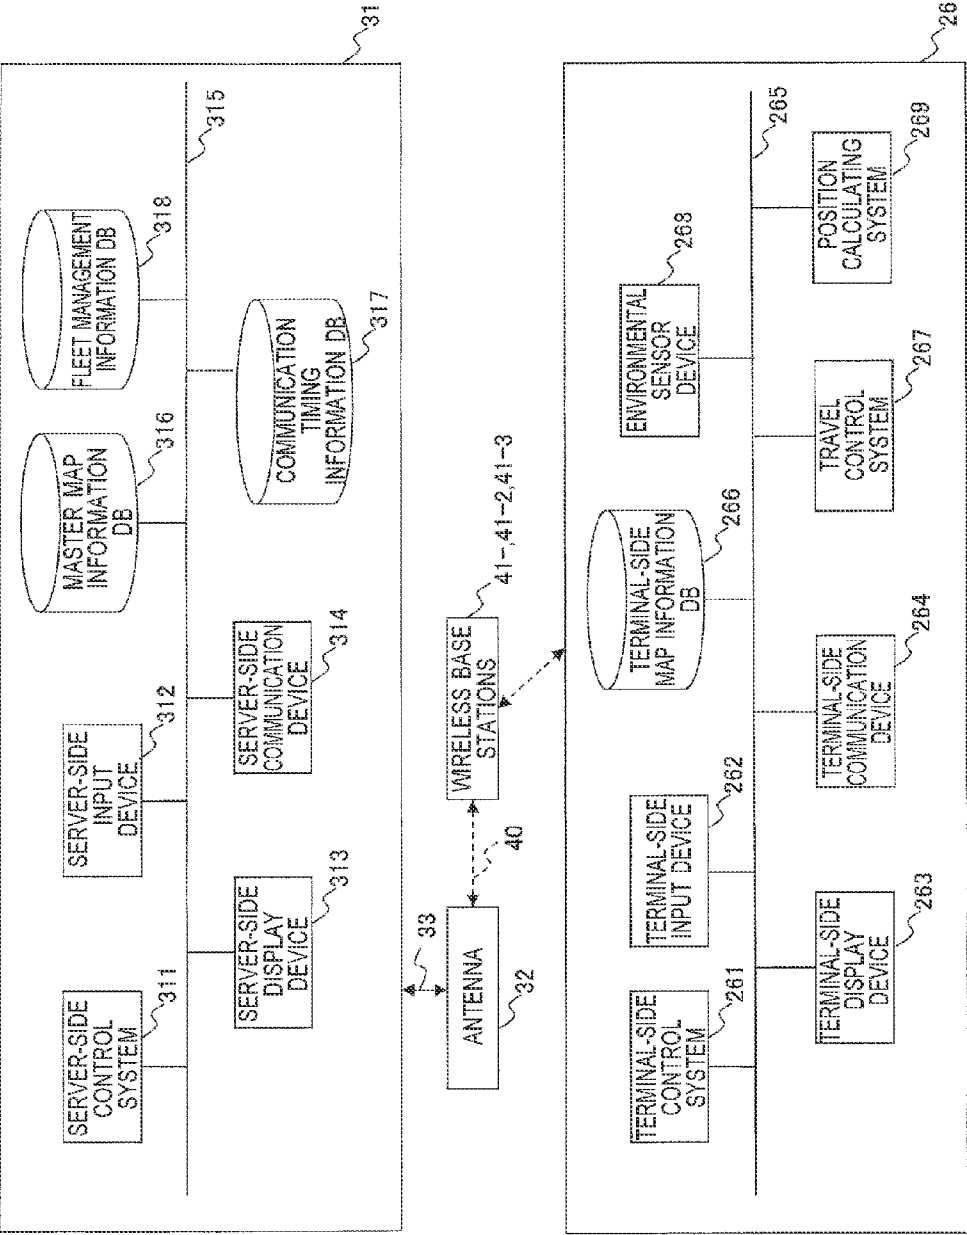 31
SERVER-SIDE
CONTROL
SYSTEM
311
SERVER-SIDE
INPUT
DEVICE
312
MASTER MAP
INFORMATION
DB
316
FLEET MANAGEMENT
INFORMATION DB
318
315
SERVER-SIDE
DISPLAY
DEVICE
313
SERVER-SIDE
COMMUNICATION
DEVICE
314
COMMUNICATION
TIMING
INFORMATION DB
317
33
ANTENNA
32
40
WIRELESS BASE
STATIONS
41-,41-2,41-3
26
TERMINAL-SIDE
CONTROL
SYSTEM
261
TERMINAL-SIDE
INPUT DEVICE
262
TERMINAL-SIDE
MAP INFORMATION
DB
266
ENVIRONMENTAL
SENSOR
DEVICE
268
265
TERMINAL-SIDE
DISPLAY
DEVICE
263
TERMINAL-SIDE
COMMUNICATION
DEVICE
264
TRAVEL
CONTROL
SYSTEM
267
POSITION
CALCULATING
SYSTEM
269